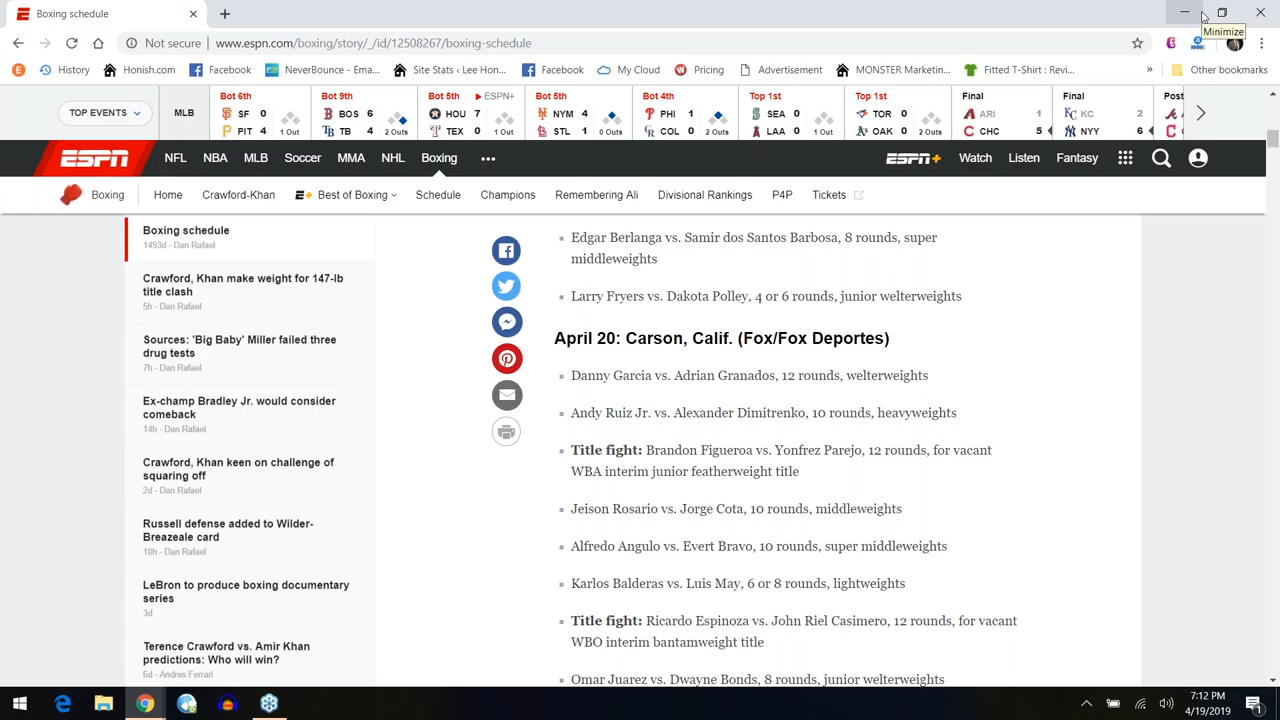 Boxing schedule
Minimize
Not secure
www.espn.com/boxing/story/_/id/12508267/boxing-schedule
History
Honish.com
Facebook
NeverBounce - Ema...
Site Stats ‹ Lee Hon...
Facebook
My Cloud
Pricing
Advertisement
MONSTER Marketin...
Fitted T-Shirt : Revi...
»
Other bookmarks
TOP EVENTS
MLB
Bot 6th
SF 0
PIT 4
1 Out
Bot 9th
BOS 6
TB 4
2 Outs
Bot 5th ESPN+
HOU 7
TEX 0
1 Out
Bot 5th
NYM 4
STL 1
0 Outs
Bot 4th
PHI 1
COL 0
2 Outs
Top 1st
SEA 0
LAA 0
1 Out
Top 1st
TOR 0
OAK 0
2 Outs
Final
ARI 1
CHC 5
Final
KC 2
NYY 6
Post
ESPN
NFL
NBA
MLB
Soccer
MMA
NHL
Boxing
•••
ESPN+
Watch
Listen
Fantasy
Boxing
Home
Crawford-Khan
E+ Best of Boxing
Schedule
Champions
Remembering Ali
Divisional Rankings
P4P
Tickets
Boxing schedule
1493d - Dan Rafael
Crawford, Khan make weight for 147-lb
title clash
5h - Dan Rafael
Sources: 'Big Baby' Miller failed three
drug tests
7h - Dan Rafael
Ex-champ Bradley Jr. would consider
comeback
14h - Dan Rafael
Crawford, Khan keen on challenge of
squaring off
2d - Dan Rafael
Russell defense added to Wilder-
Breazeale card
10h - Dan Rafael
LeBron to produce boxing documentary
series
3d
Terence Crawford vs. Amir Khan
predictions: Who will win?
6d - Andres Ferrari
Edgar Berlanga vs. Samir dos Santos Barbosa, 8 rounds, super
middleweights
Larry Fryers vs. Dakota Polley, 4 or 6 rounds, junior welterweights
April 20: Carson, Calif. (Fox/Fox Deportes)
Danny Garcia vs. Adrian Granados, 12 rounds, welterweights
Andy Ruiz Jr. vs. Alexander Dimitrenko, 10 rounds, heavyweights
Title fight: Brandon Figueroa vs. Yonfrez Parejo, 12 rounds, for vacant
WBA interim junior featherweight title
Jeison Rosario vs. Jorge Cota, 10 rounds, middleweights
Alfredo Angulo vs. Evert Bravo, 10 rounds, super middleweights
Karlos Balderas vs. Luis May, 6 or 8 rounds, lightweights
Title fight: Ricardo Espinoza vs. John Riel Casimero, 12 rounds, for vacant
WBO interim bantamweight title
Omar Juarez vs. Dwayne Bonds, 8 rounds, junior welterweights
7:12 PM
4/19/2019